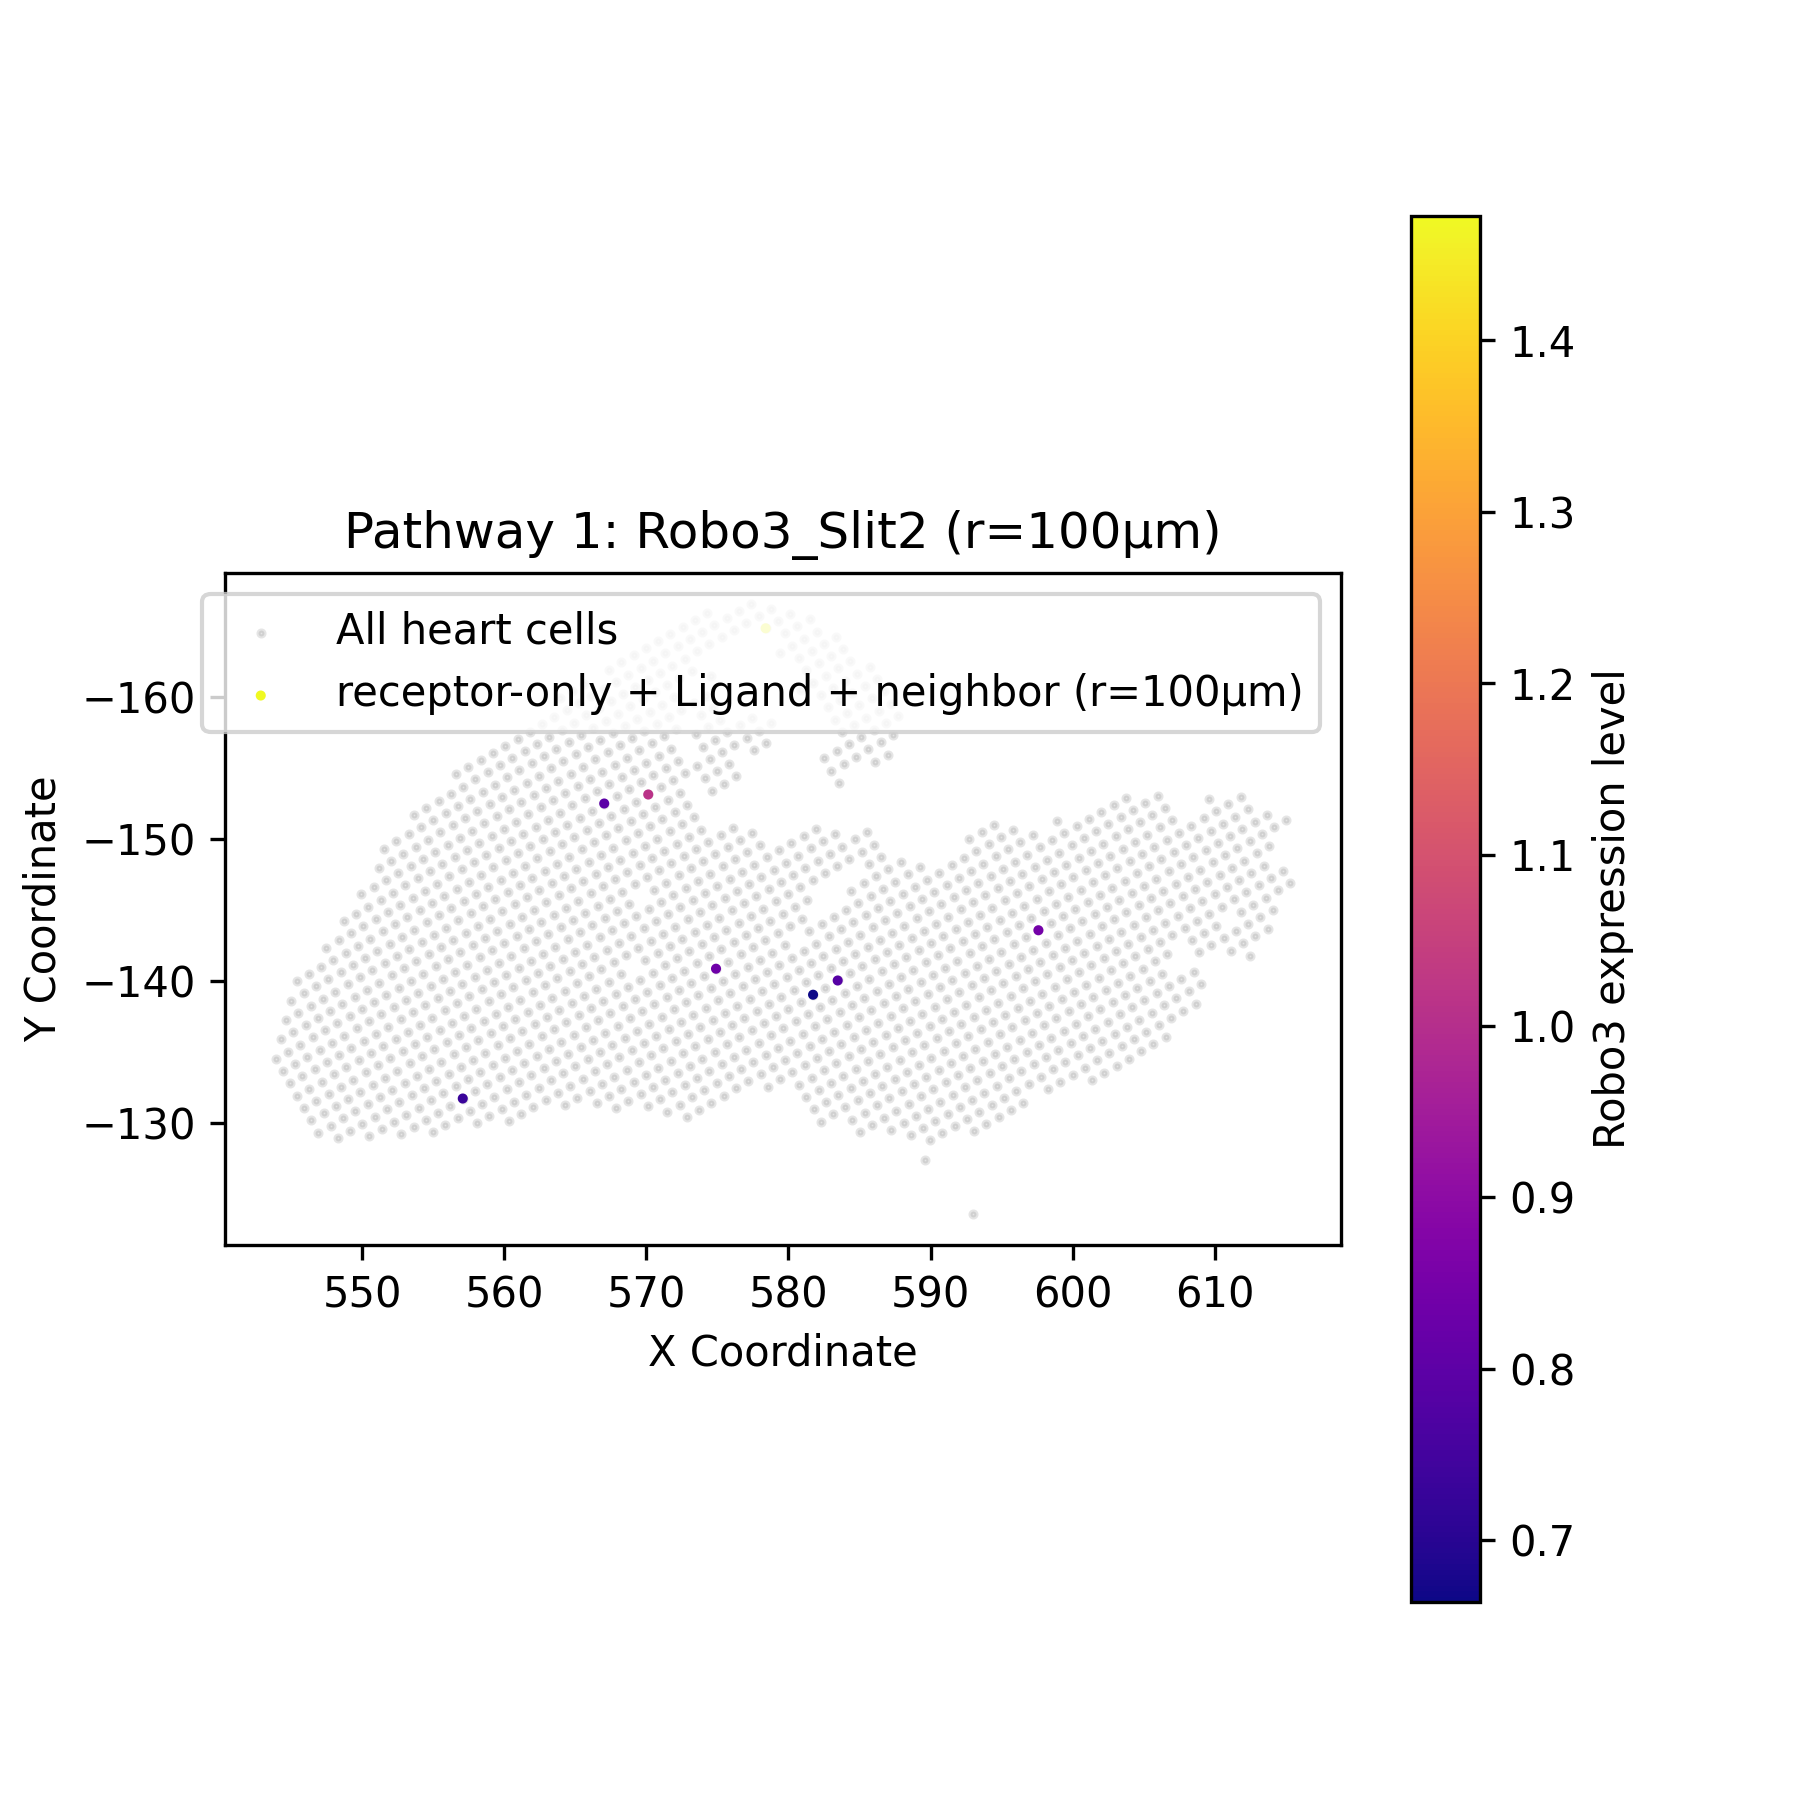 Pathway 1: Robo3_Slit2 (r=100μm)
All heart cells
receptor-only + Ligand + neighbor (r=100μm)
−160
−150
−140
−130
Y Coordinate
550 560 570 580 590 600 610
X Coordinate
1.4
1.3
1.2
1.1
1.0
0.9
0.8
0.7
Robo3 expression level